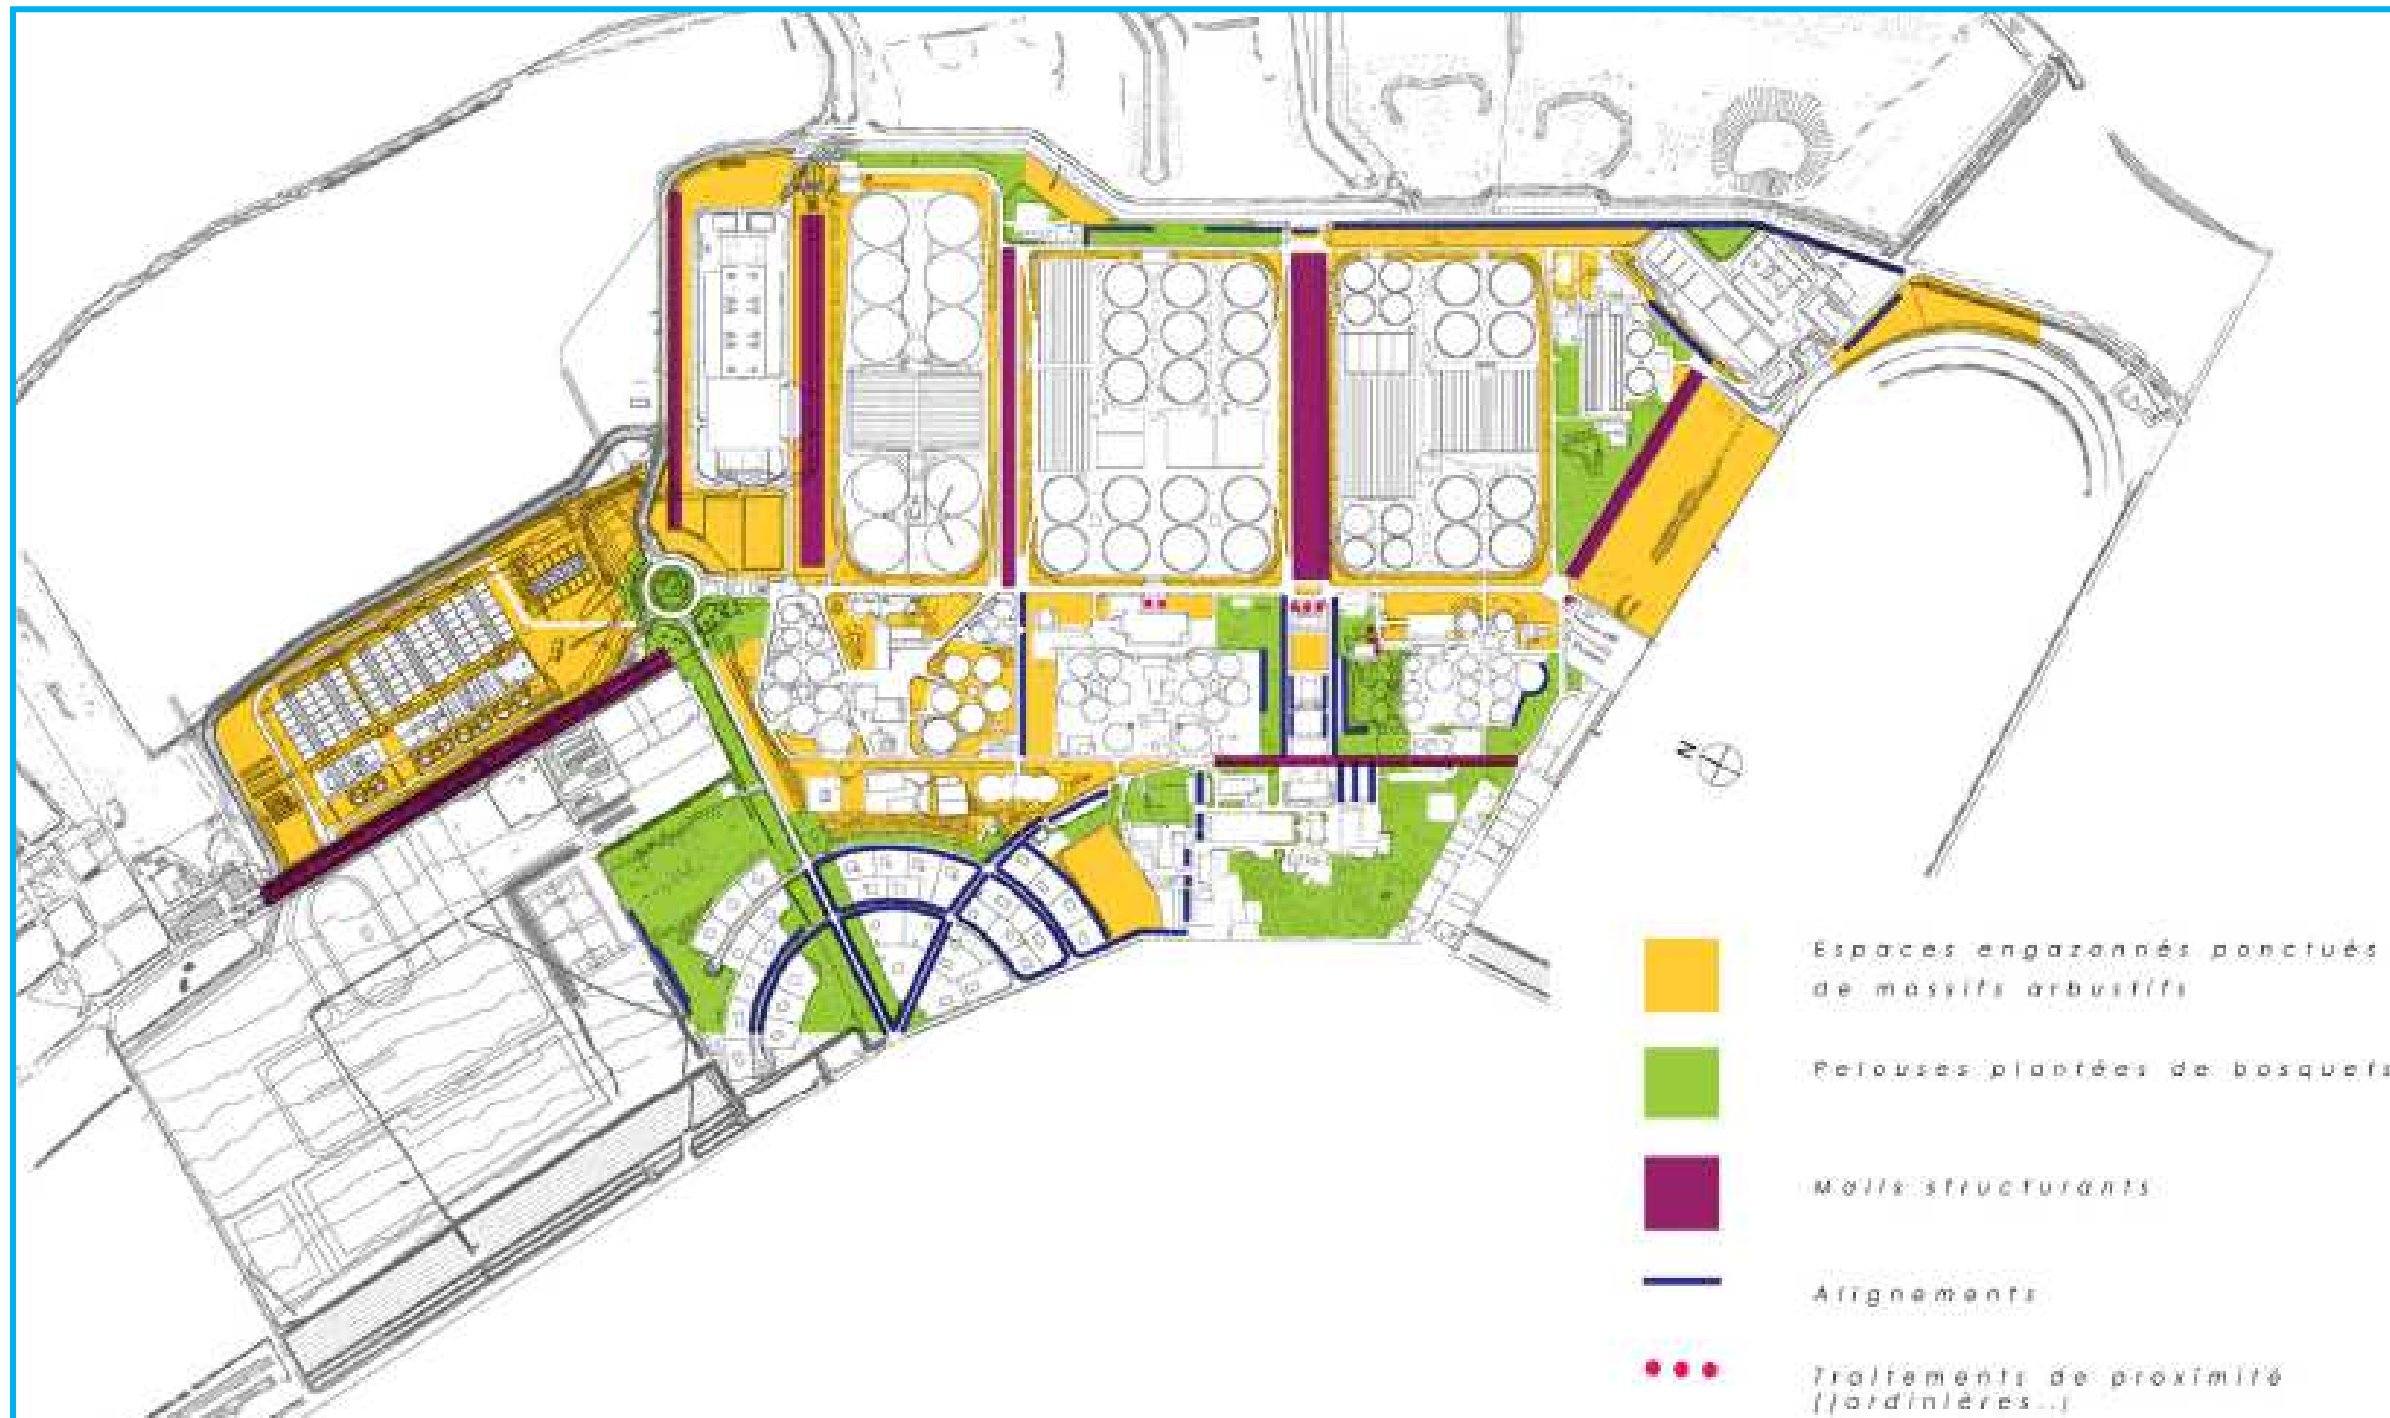 N
Espaces engazonnés ponctués
de massifs arbustifs
Pelouses plantées de bosquets
Mails structurants
Alignements
Traitements de proximité
(jardinières..)